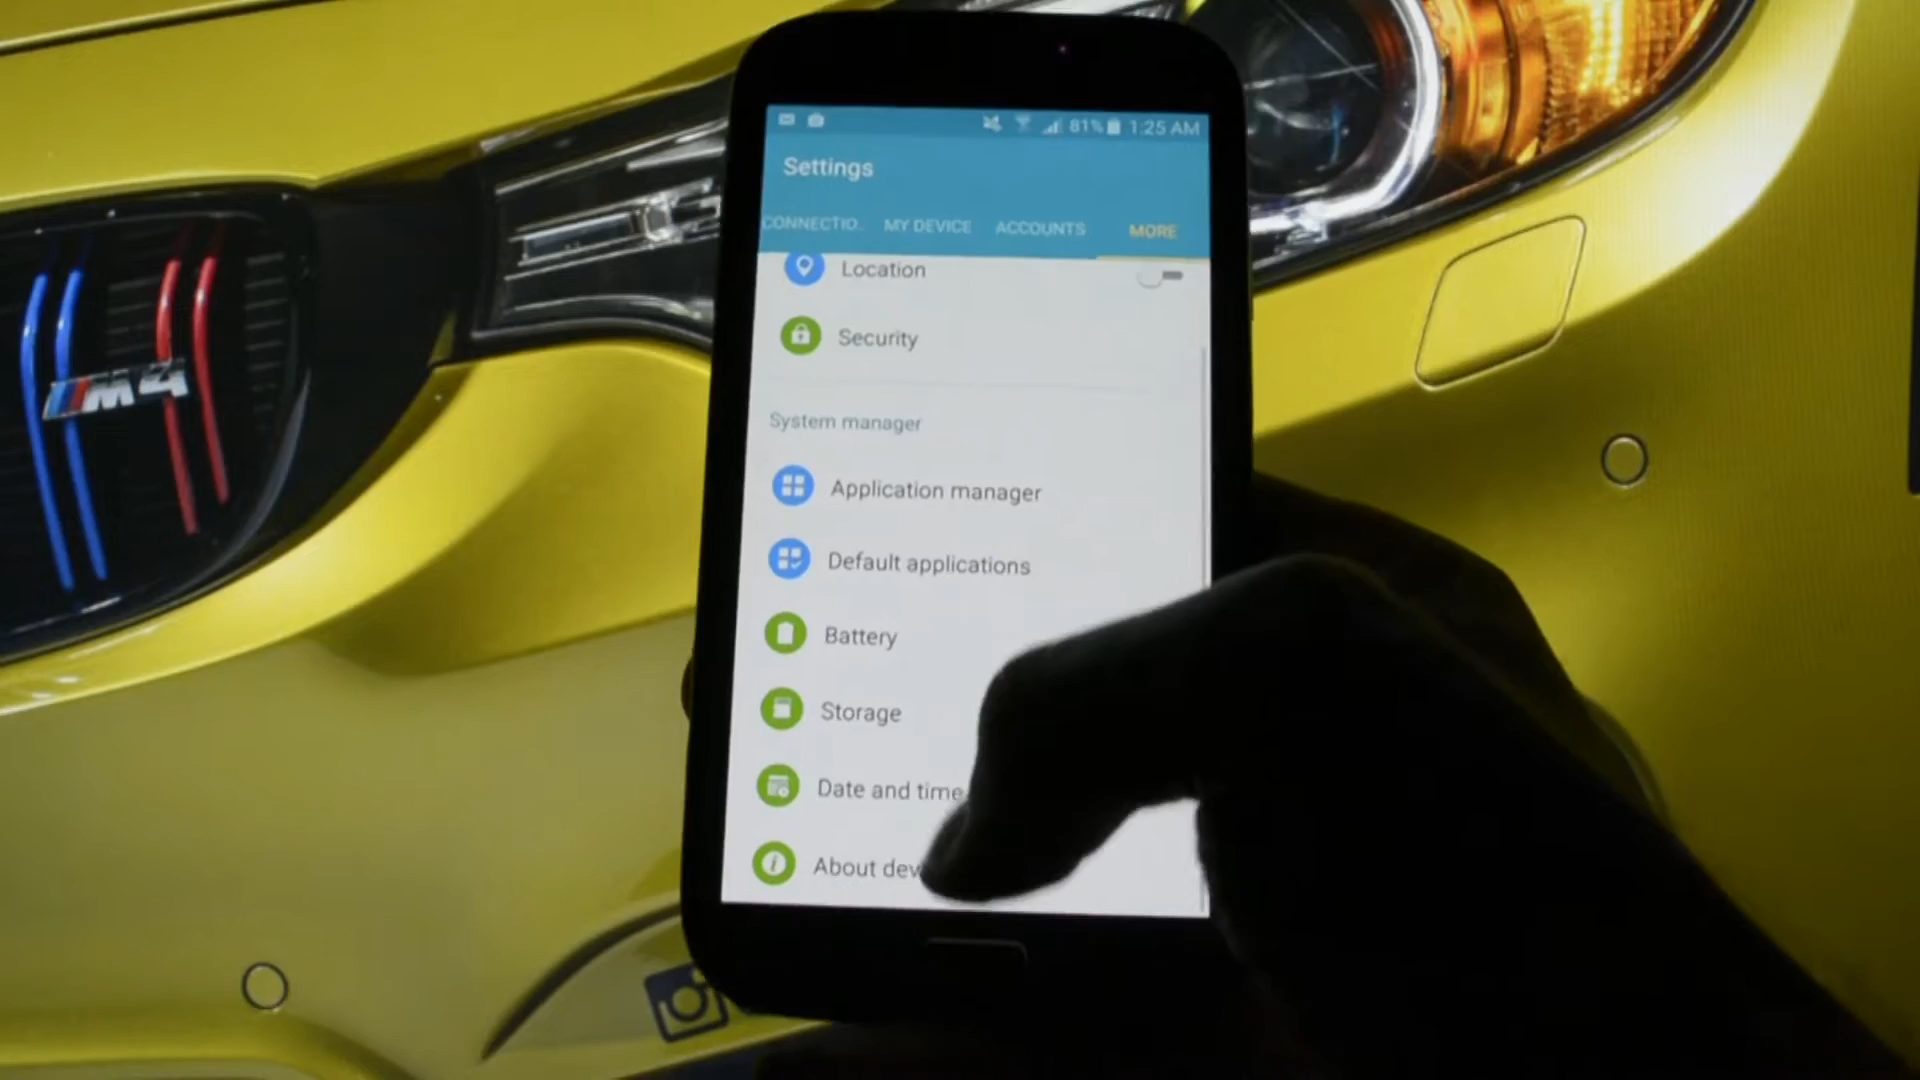 81% 1:25 AM
Settings
CONNECTIO.. MY DEVICE ACCOUNTS MORE
Location
Security
System manager
Application manager
Default applications
Battery
Storage
Date and time
About dev
M4